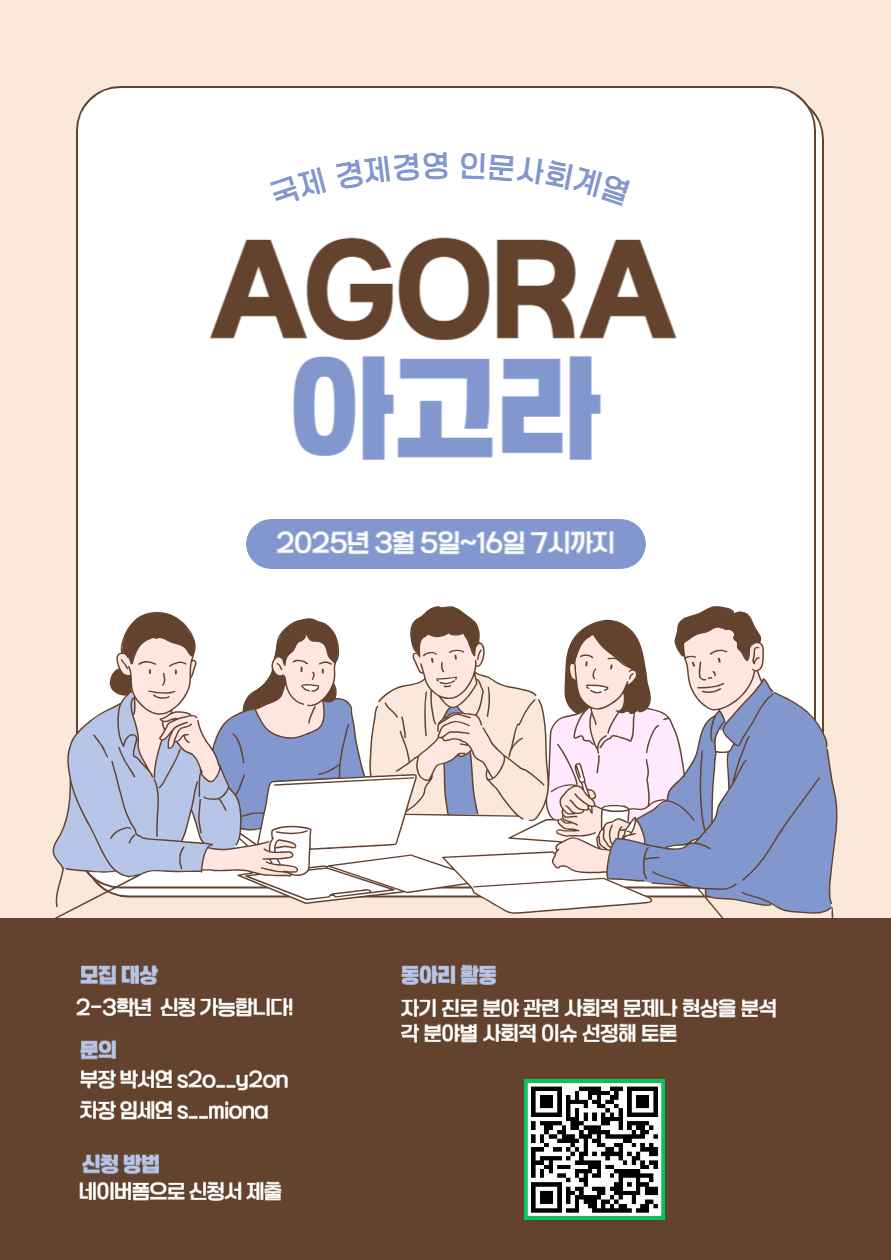 국제 경제경영 인문사회계열
AGORA
아고라
2025년 3월 5일~16일 7시까지
모집 대상
2-3학년 신청 가능합니다!
문의
부장 박서연 s2o__y2on
차장 임세연 s__miona
신청 방법
네이버폼으로 신청서 제출
동아리 활동
자기 진로 분야 관련 사회적 문제나 현상을 분석
각 분야별 사회적 이슈 선정해 토론